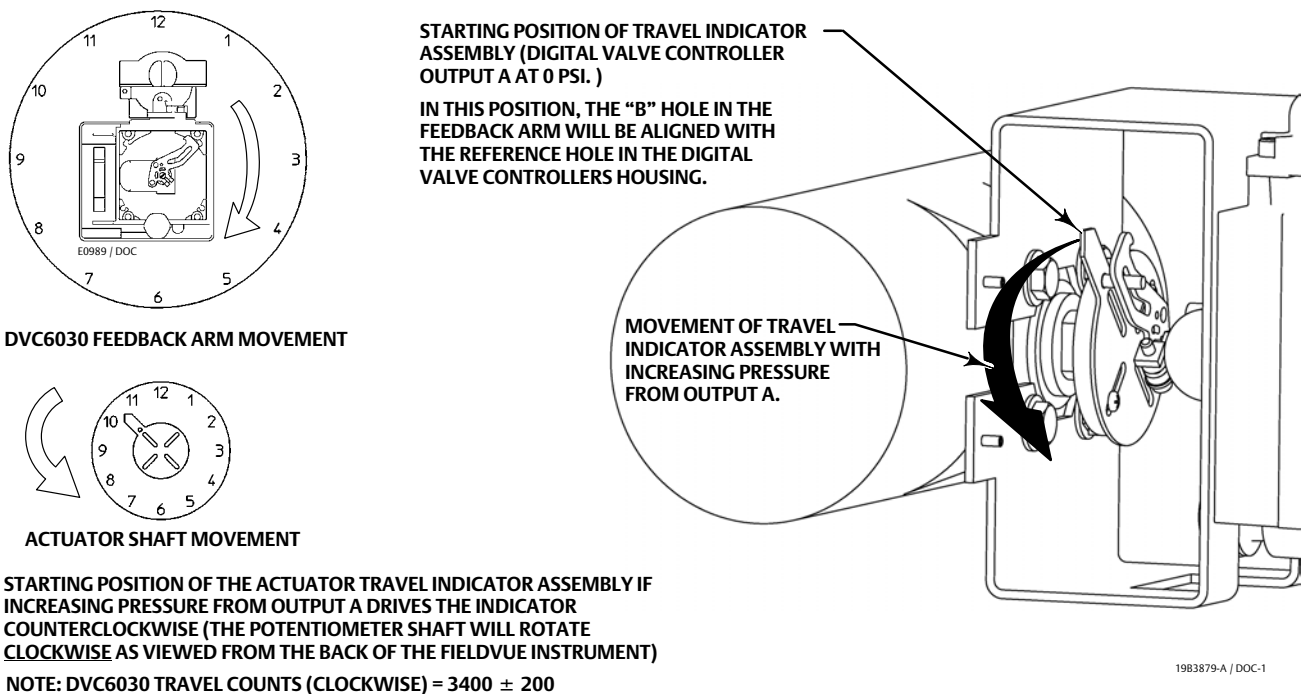 12
1
2
3
4
5
6
7
8
9
10
11
E0989 / DOC
DVC6030 FEEDBACK ARM MOVEMENT
12
1
2
3
4
5
6
7
8
9
10
11
ACTUATOR SHAFT MOVEMENT
STARTING POSITION OF TRAVEL INDICATOR
ASSEMBLY (DIGITAL VALVE CONTROLLER
OUTPUT A AT 0 PSI. )
IN THIS POSITION, THE “B” HOLE IN THE
FEEDBACK ARM WILL BE ALIGNED WITH
THE REFERENCE HOLE IN THE DIGITAL
VALVE CONTROLLERS HOUSING.
MOVEMENT OF TRAVEL
INDICATOR ASSEMBLY WITH
INCREASING PRESSURE
FROM OUTPUT A.
STARTING POSITION OF THE ACTUATOR TRAVEL INDICATOR ASSEMBLY IF
INCREASING PRESSURE FROM OUTPUT A DRIVES THE INDICATOR
COUNTERCLOCKWISE (THE POTENTIOMETER SHAFT WILL ROTATE
CLOCKWISE AS VIEWED FROM THE BACK OF THE FIELDVUE INSTRUMENT)
NOTE: DVC6030 TRAVEL COUNTS (CLOCKWISE) = 3400 ± 200
19B3879-A / DOC-1